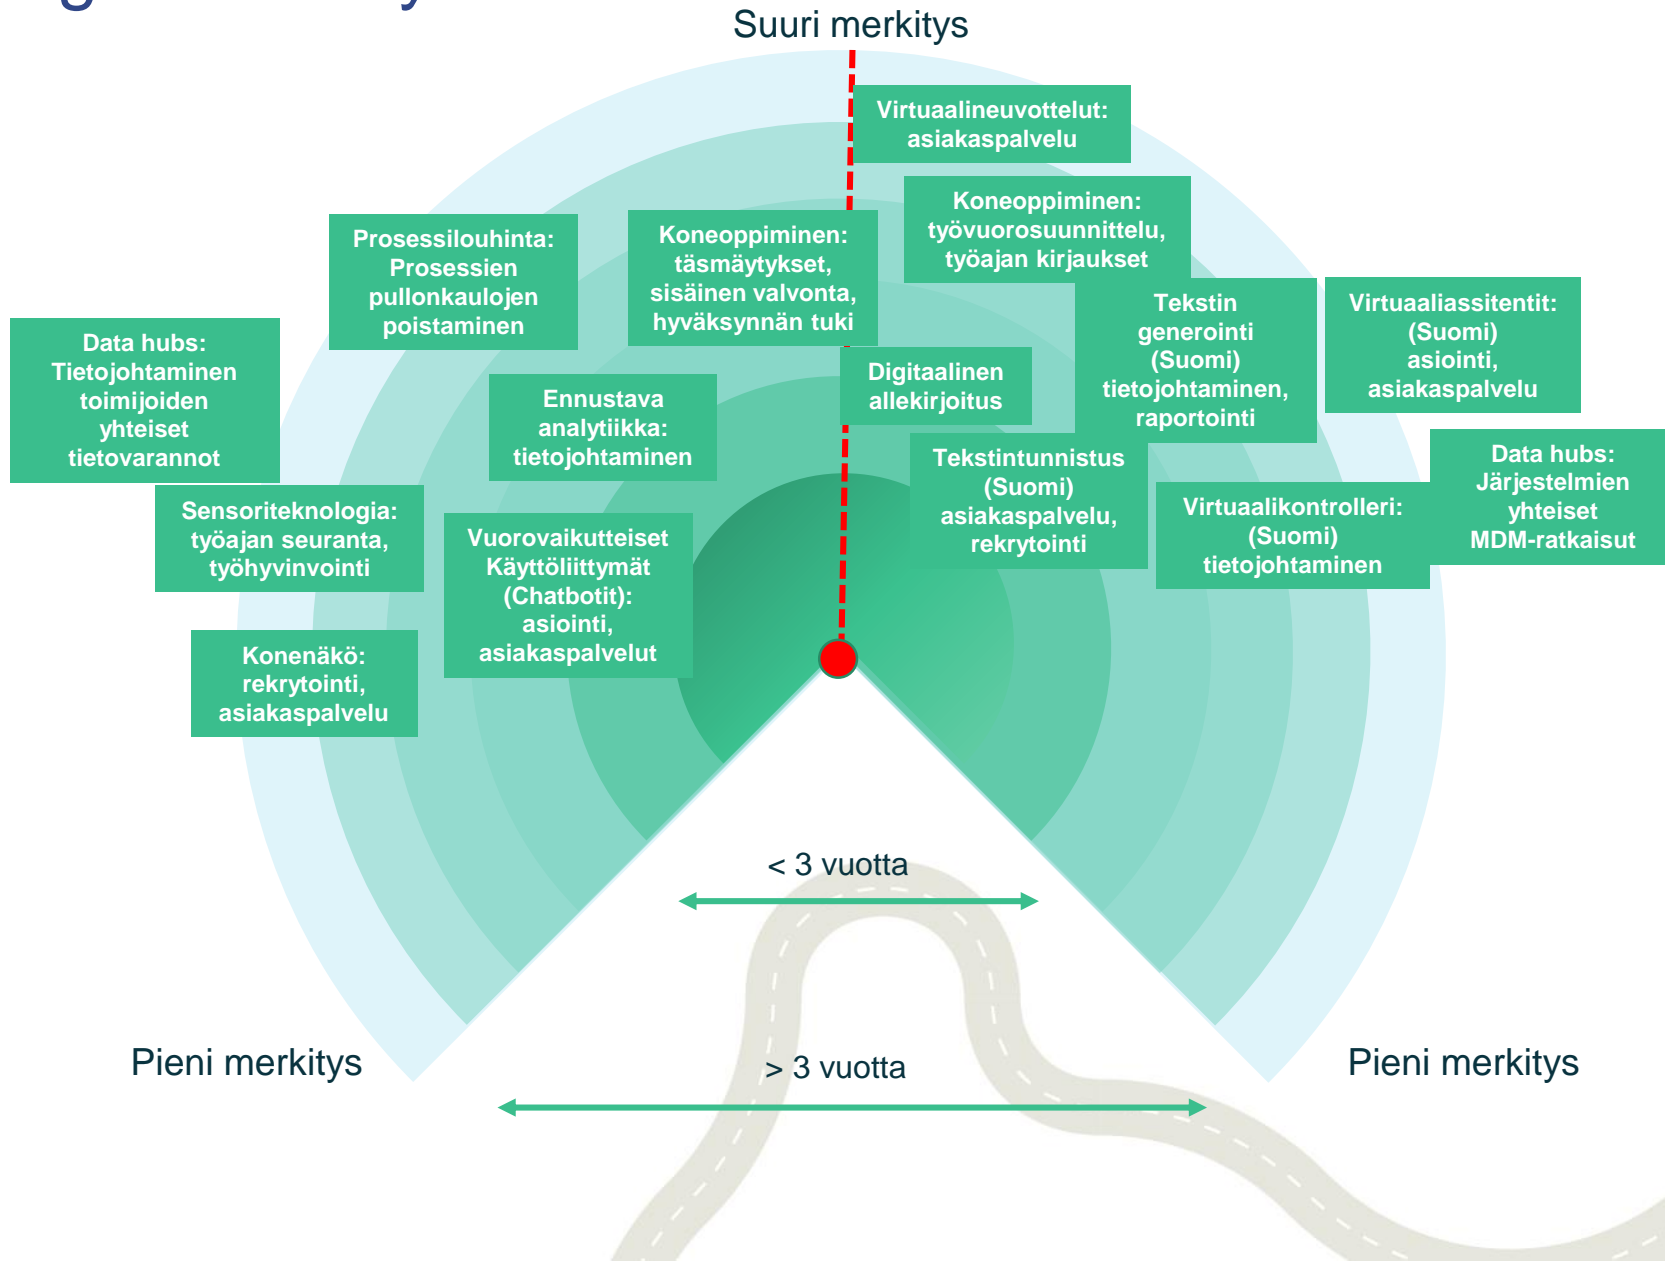 Suuri merkitys
Virtuaalineuvottelut:
asiakaspalvelu
Koneoppiminen:
työvuorosuunnittelu,
työajan kirjaukset
Prosessilouhinta:
Prosessien
pullonkaulojen
poistaminen
Koneoppiminen:
täsmäytykset,
sisäinen valvonta,
hyväksynnän tuki
Tekstin
generointi
(Suomi)
tietojohtaminen,
raportointi
Virtuaaliassitentit:
(Suomi)
asiointi,
asiakaspalvelu
Data hubs:
Tietojohtaminen
toimijoiden
yhteiset
tietovarannot
Ennustava
analytiikka:
tietojohtaminen
Digitaalinen
allekirjoitus
Tekstintunnistus
(Suomi)
asiakaspalvelu,
rekrytointi
Data hubs:
Järjestelmien
yhteiset
MDM-ratkaisut
Sensoriteknologia:
työajan seuranta,
työhyvinvointi
Vuorovaikutteiset
Käyttöliittymät
(Chatbotit):
asiointi,
asiakaspalvelut
Virtuaalikontrolleri:
(Suomi)
tietojohtaminen
Konenäkö:
rekrytointi,
asiakaspalvelu
< 3 vuotta
Pieni merkitys
> 3 vuotta
Pieni merkitys